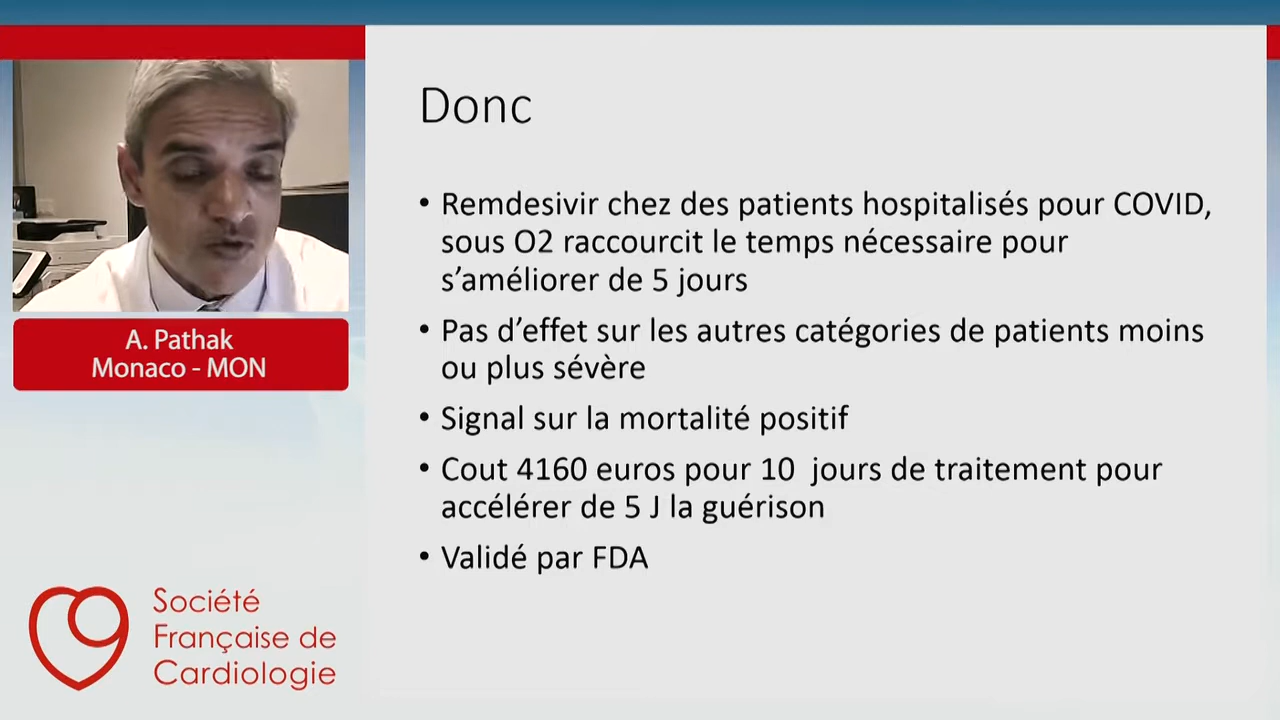 Donc
• Remdesivir chez des patients hospitalisés pour COVID,
sous O2 raccourcit le temps nécessaire pour
s’améliorer de 5 jours
• Pas d’effet sur les autres catégories de patients moins
ou plus sévère
• Signal sur la mortalité positif
• Cout 4160 euros pour 10  jours de traitement pour
accélérer de 5 J la guérison
• Validé par FDA
A. Pathak
Monaco - MON
Société
Française de
Cardiologie